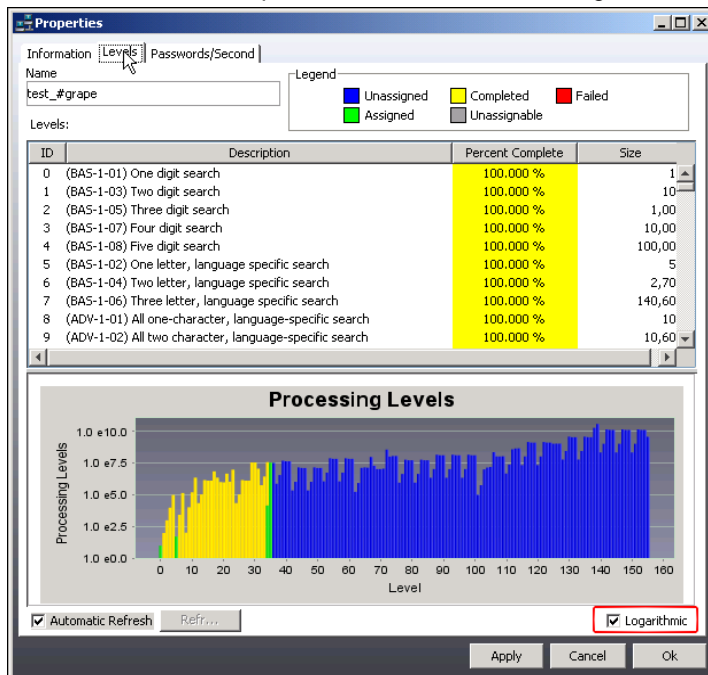 Properties
Information Levels Passwords/Second
Name
test_#grape
Legend
Unassigned Completed Failed
Assigned Unassignable
Levels:
ID Description Percent Complete Size
0 (BAS-1-01) One digit search 100.000 % 1
1 (BAS-1-03) Two digit search 100.000 % 10
2 (BAS-1-05) Three digit search 100.000 % 1,00
3 (BAS-1-07) Four digit search 100.000 % 10,00
4 (BAS-1-08) Five digit search 100.000 % 100,00
5 (BAS-1-02) One letter, language specific search 100.000 % 5
6 (BAS-1-04) Two letter, language specific search 100.000 % 2,70
7 (BAS-1-06) Three letter, language specific search 100.000 % 140,60
8 (ADV-1-01) All one-character, language-specific search 100.000 % 10
9 (ADV-1-02) All two character, language-specific search 100.000 % 10,60
Processing Levels
Processing Levels
1.0 e10.0
1.0 e7.5
1.0 e5.0
1.0 e2.5
1.0 e0.0
0 10 20 30 40 50 60 70 80 90 100 110 120 130 140 150 160
Level
Automatic Refresh Refr... Logarithmic
Apply Cancel Ok